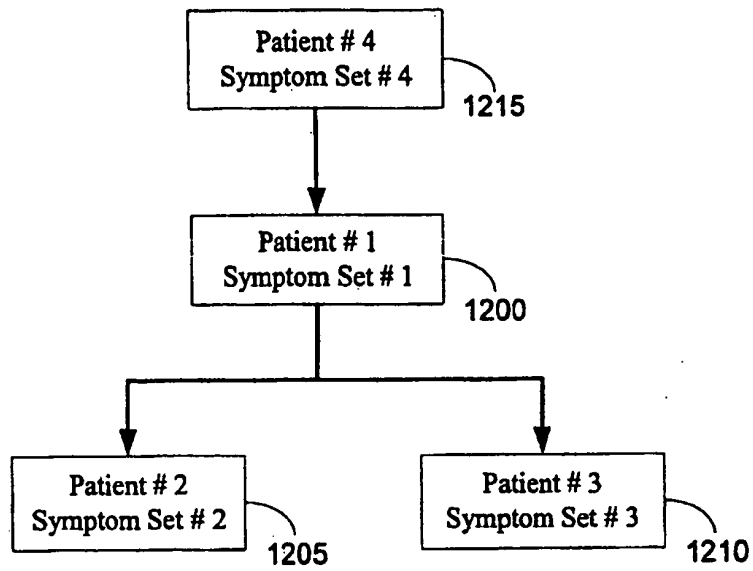 Patient # 4
Symptom Set # 4
1215
Patient # 1
Symptom Set # 1
1200
Patient # 2
Symptom Set # 2
1205
Patient # 3
Symptom Set # 3
1210